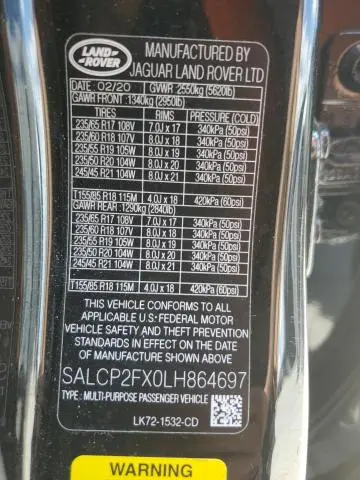 LAND
ROVER
MANUFACTURED BY
JAGUAR LAND ROVER LTD
DATE : 02/20 GVWR 2550kg (5620lb)
GAWR FRONT : 1340kg (2950lb)
TIRES RIMS PRESSURE (COLD)
235/65 R17 108V 7.0J x 17 340kPa (50psi)
235/60 R18 107V 8.0J x 18 340kPa (50psi)
235/55 R19 105W 8.0J x 19 340kPa (50psi)
235/50 R20 104W 8.0J x 20 340kPa (50psi)
245/45 R21 104W 8.0J x 21 340kPa (50psi)
T155/85 R18 115M 4.0J x 18 420kPa (60psi)
GAWR REAR : 1290kg (2840lb)
235/65 R17 108V 7.0J x 17 340kPa (50psi)
235/60 R18 107V 8.0J x 18 340kPa (50psi)
235/55 R19 105W 8.0J x 19 340kPa (50psi)
235/50 R20 104W 8.0J x 20 340kPa (50psi)
245/45 R21 104W 8.0J x 21 340kPa (50psi)
T155/85 R18 115M 4.0J x 18 420kPa (60psi)
THIS VEHICLE CONFORMS TO ALL
APPLICABLE U.S. FEDERAL MOTOR
VEHICLE SAFETY AND THEFT PREVENTION
STANDARDS IN EFFECT ON THE DATE
OF MANUFACTURE SHOWN ABOVE
SALCP2FX0LH864697
TYPE : MULTI-PURPOSE PASSENGER VEHICLE
LK72-1532-CD
WARNING